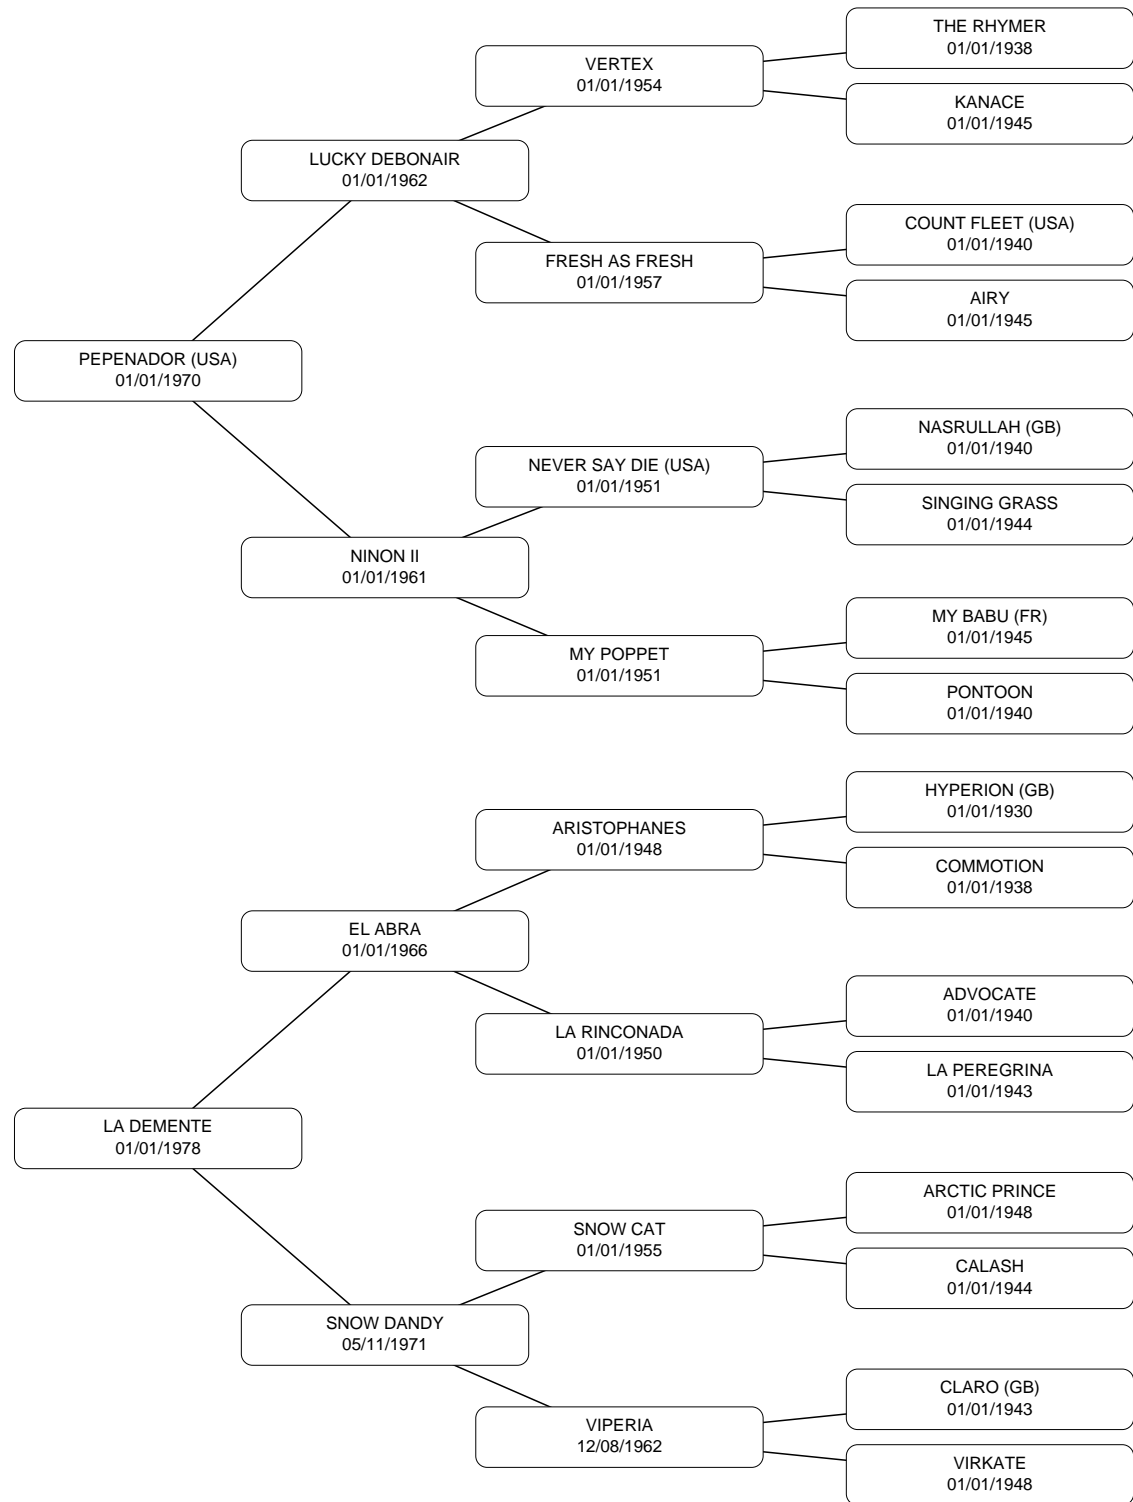 THE RHYMER
01/01/1938
VERTEX
01/01/1954
KANACE
01/01/1945
LUCKY DEBONAIR
01/01/1962
COUNT FLEET (USA)
01/01/1940
FRESH AS FRESH
01/01/1957
AIRY
01/01/1945
PEPENADOR (USA)
01/01/1970
NASRULLAH (GB)
01/01/1940
NEVER SAY DIE (USA)
01/01/1951
SINGING GRASS
01/01/1944
NINON II
01/01/1961
MY BABU (FR)
01/01/1945
MY POPPET
01/01/1951
PONTOON
01/01/1940
HYPERION (GB)
01/01/1930
ARISTOPHANES
01/01/1948
COMMOTION
01/01/1938
EL ABRA
01/01/1966
ADVOCATE
01/01/1940
LA RINCONADA
01/01/1950
LA PEREGRINA
01/01/1943
LA DEMENTE
01/01/1978
ARCTIC PRINCE
01/01/1948
SNOW CAT
01/01/1955
CALASH
01/01/1944
SNOW DANDY
05/11/1971
CLARO (GB)
01/01/1943
VIPERIA
12/08/1962
VIRKATE
01/01/1948